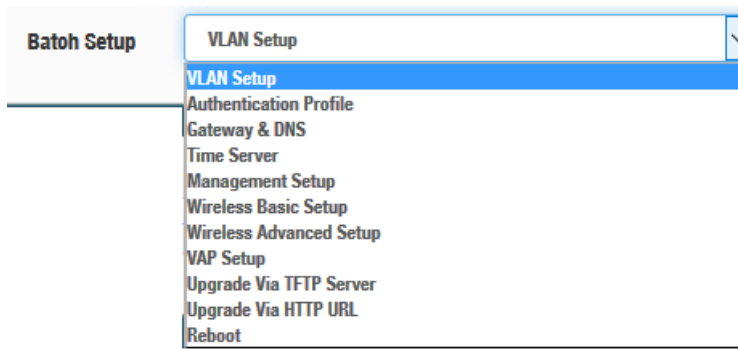 Batoh Setup
VLAN Setup
VLAN Setup
Authentication Profile
Gateway & DNS
Time Server
Management Setup
Wireless Basic Setup
Wireless Advanced Setup
VAP Setup
Upgrade Via TFTP Server
Upgrade Via HTTP URL
Reboot